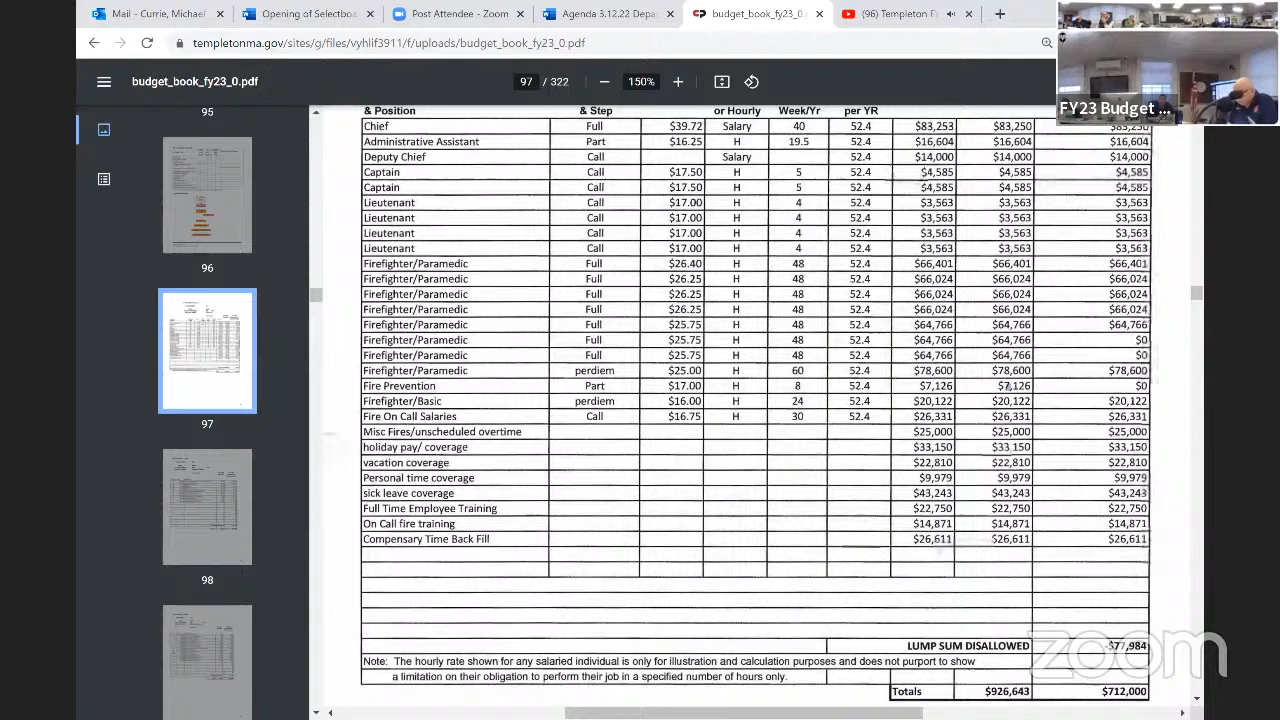 Mail - Currie, Michael
Opening of Selectbo
Post Attendee - Zo
Agenda 3.12.22 Depa
budget_book_fy23_0.
(96) Templeton F
templetonma.gov/sites/g/files/
f3911/f/uploads/budget_book_fy23_0.pdf
budget_book_fy23_0.pdf
97 / 322
150%
FY23 Budget ...
95
96
97
98
& Step or Hourly Week/Yr per YR
Chief Full $39.72 Salary 40 52.4 $83,253 $83,250 $83,250
Administrative Assistant Part $16.25 H 19.5 52.4 $16,604 $16,604 $16,604
Deputy Chief Call Salary 52.4 $14,000 $14,000 $14,000
Captain Call $17.50 H 5 52.4 $4,585 $4,585 $4,585
Captain Call $17.50 H 5 52.4 $4,585 $4,585 $4,585
Lieutenant Call $17.00 H 4 52.4 $3,563 $3,563 $3,563
Lieutenant Call $17.00 H 4 52.4 $3,563 $3,563 $3,563
Lieutenant Call $17.00 H 4 52.4 $3,563 $3,563 $3,563
Lieutenant Call $17.00 H 4 52.4 $3,563 $3,563 $3,563
Firefighter/Paramedic Full $26.40 H 48 52.4 $66,401 $66,401 $66,401
Firefighter/Paramedic Full $26.25 H 48 52.4 $66,024 $66,024 $66,024
Firefighter/Paramedic Full $26.25 H 48 52.4 $66,024 $66,024 $66,024
Firefighter/Paramedic Full $26.25 H 48 52.4 $66,024 $66,024 $66,024
Firefighter/Paramedic Full $25.75 H 48 52.4 $64,766 $64,766 $64,766
Firefighter/Paramedic Full $25.75 H 48 52.4 $64,766 $64,766 $0
Firefighter/Paramedic Full $25.75 H 48 52.4 $64,766 $64,766 $0
Firefighter/Paramedic perdiem $25.00 H 60 52.4 $78,600 $78,600 $78,600
Fire Prevention Part $17.00 H 8 52.4 $7,126 $7,126 $0
Firefighter/Basic perdiem $16.00 H 24 52.4 $20,122 $20,122 $20,122
Fire On Call Salaries Call $16.75 H 30 52.4 $26,331 $26,331 $26,331
Misc Fires/unscheduled overtime $25,000 $25,000 $25,000
holiday pay/ coverage $33,150 $33,150 $33,150
vacation coverage $22,810 $22,810 $22,810
Personal time coverage $9,979 $9,979 $9,979
sick leave coverage $43,243 $43,243 $43,243
Full Time Employee Training $22,750 $22,750 $22,750
On Call fire training $14,871 $14,871 $14,871
Compensary Time Back Fill $26,611 $26,611 $26,611
LUMP SUM DISALLOWED -$77,984
Note: The hourly rate shown for any salaried individual is only for illustration and calculation purposes and does not purport to show
a limitation on their obligation to perform their job in a specified number of hours only.
Totals $926,643 $712,000
zoom